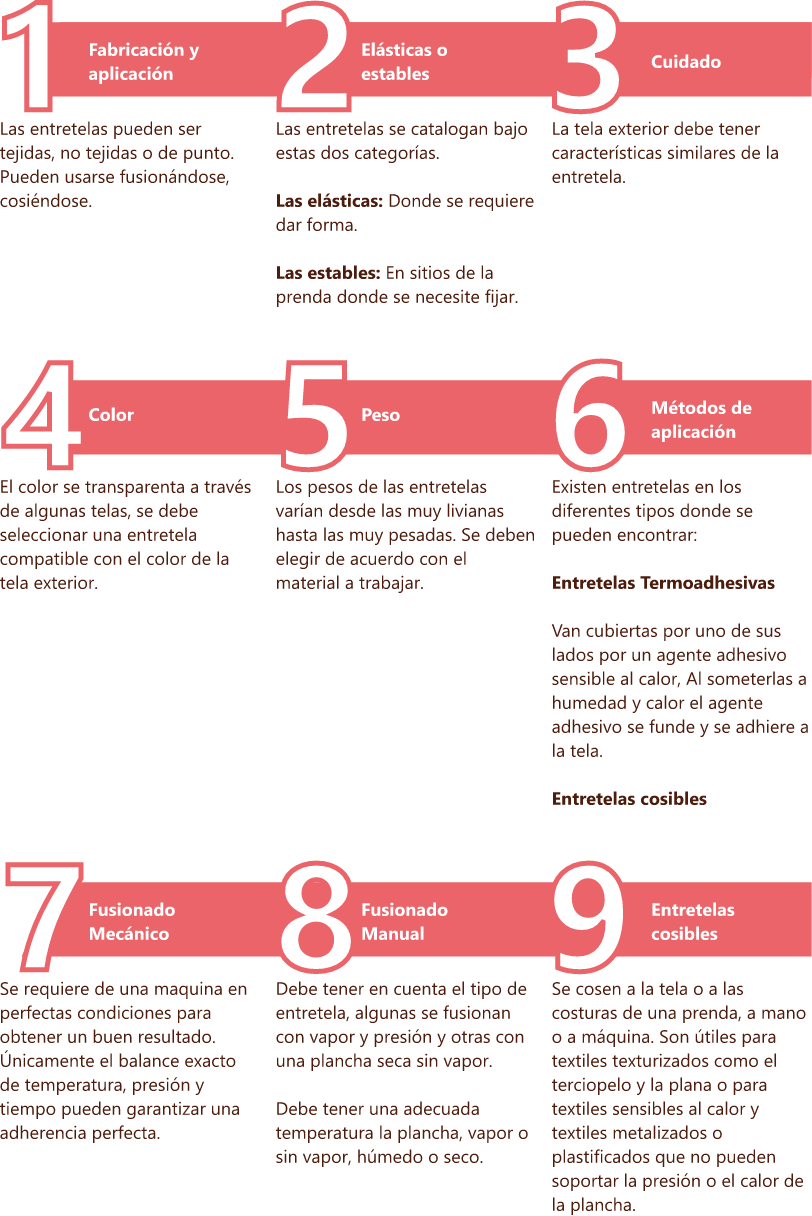 1
Fabricación y
aplicación
Las entretelas pueden ser
tejidas, no tejidas o de punto.
Pueden usarse fusionándose,
cosiéndose.
2
Elásticas o
estables
Las entretelas se catalogan bajo
estas dos categorías.
Las elásticas: Donde se requiere
dar forma.
Las estables: En sitios de la
prenda donde se necesite fijar.
3
Cuidado
La tela exterior debe tener
características similares de la
entretela.
4
Color
El color se transparenta a través
de algunas telas, se debe
seleccionar una entretela
compatible con el color de la
tela exterior.
5
Peso
Los pesos de las entretelas
varían desde las muy livianas
hasta las muy pesadas. Se deben
elegir de acuerdo con el
material a trabajar.
6
Métodos de
aplicación
Existen entretelas en los
diferentes tipos donde se
pueden encontrar:
Entretelas Termoadhesivas
Van cubiertas por uno de sus
lados por un agente adhesivo
sensible al calor, Al someterlas a
humedad y calor el agente
adhesivo se funde y se adhiere a
la tela.
Entretelas cosibles
7
Fusionado
Mecánico
Se requiere de una maquina en
perfectas condiciones para
obtener un buen resultado.
Únicamente el balance exacto
de temperatura, presión y
tiempo pueden garantizar una
adherencia perfecta.
8
Fusionado
Manual
Debe tener en cuenta el tipo de
entretela, algunas se fusionan
con vapor y presión y otras con
una plancha seca sin vapor.
Debe tener una adecuada
temperatura la plancha, vapor o
sin vapor, húmedo o seco.
9
Entretelas
cosibles
Se cosen a la tela o a las
costuras de una prenda, a mano
o a máquina. Son útiles para
textiles texturizados como el
terciopelo y la plana o para
textiles sensibles al calor y
textiles metalizados o
plastificados que no pueden
soportar la presión o el calor de
la plancha.